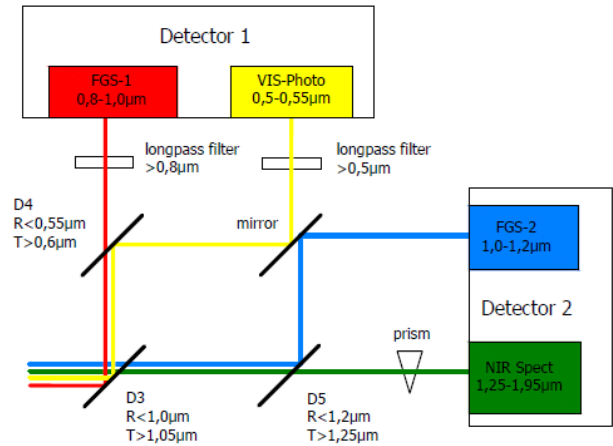 Detector 1
FGS-1
0,8-1,0µm
VIS-Photo
0,5-0,55µm
longpass filter
>0,8µm
longpass filter
>0,5µm
D4
R<0,55µm
T>0,6µm
mirror
FGS-2
1,0-1,2µm
Detector 2
prism
NIR Spect
1,25-1,95µm
D3
R<1,0µm
T>1,05µm
D5
R<1,2µm
T>1,25µm